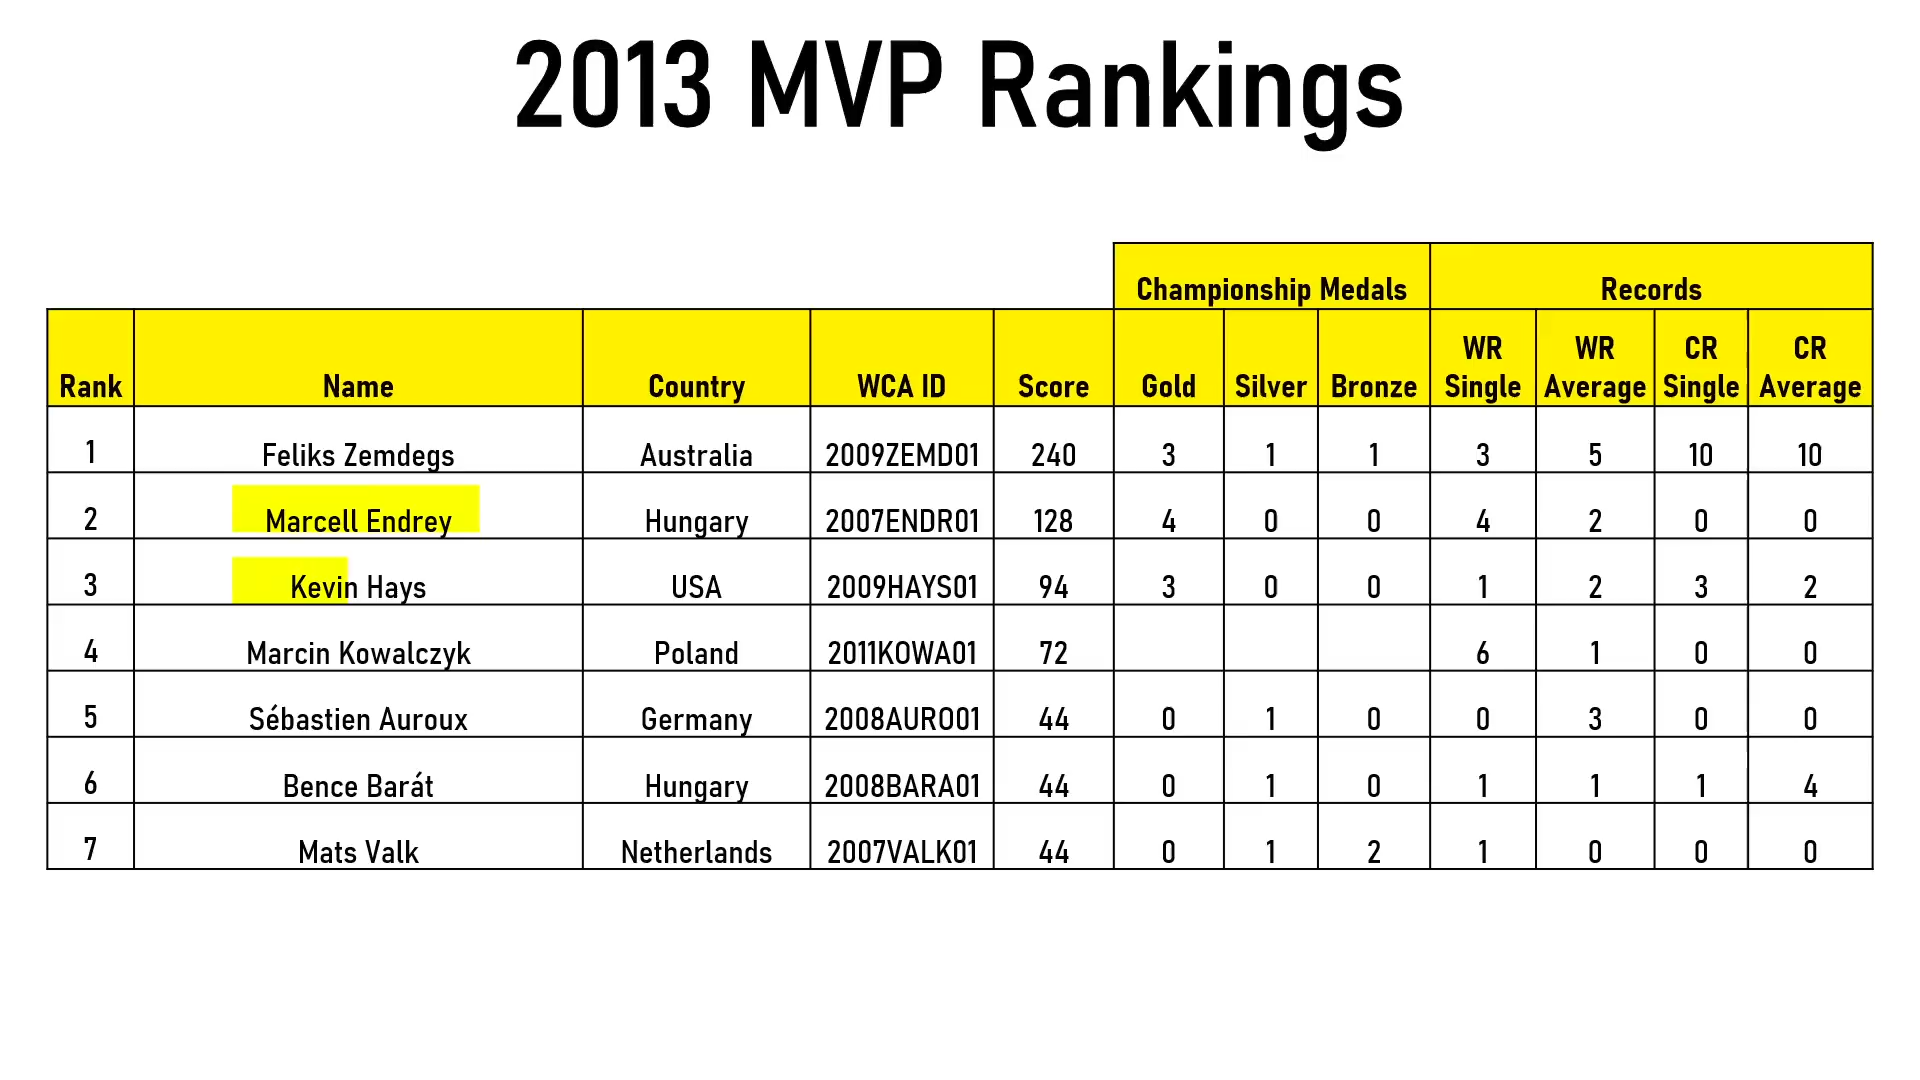 2013 MVP Rankings
Championship Medals Records
Rank Name Country WCA ID Score Gold Silver Bronze WR Single WR Average CR Single CR Average
1 Feliks Zemdegs Australia 2009ZEMD01 240 3 1 1 3 5 10 10
2 Marcell Endrey Hungary 2007ENDR01 128 4 0 0 4 2 0 0
3 Kevin Hays USA 2009HAYS01 94 3 0 0 1 2 3 2
4 Marcin Kowalczyk Poland 2011KOWA01 72 6 1 0 0
5 Sébastien Auroux Germany 2008AURO01 44 0 1 0 0 3 0 0
6 Bence Barát Hungary 2008BARA01 44 0 1 0 1 1 1 4
7 Mats Valk Netherlands 2007VALK01 44 0 1 2 1 0 0 0